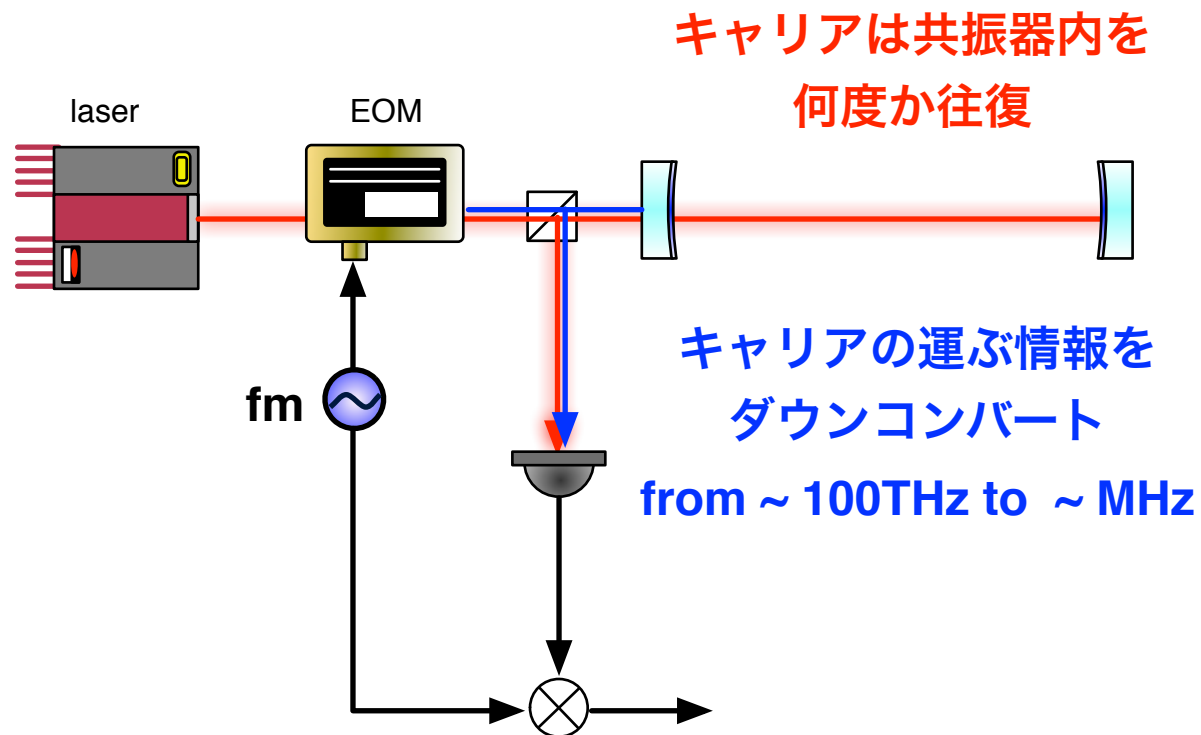 キャリアは共振器内を
何度か往復
laser
EOM
キャリアの運ぶ情報を
ダウンコンバート
fm
from ~ 100THz to ~ MHz